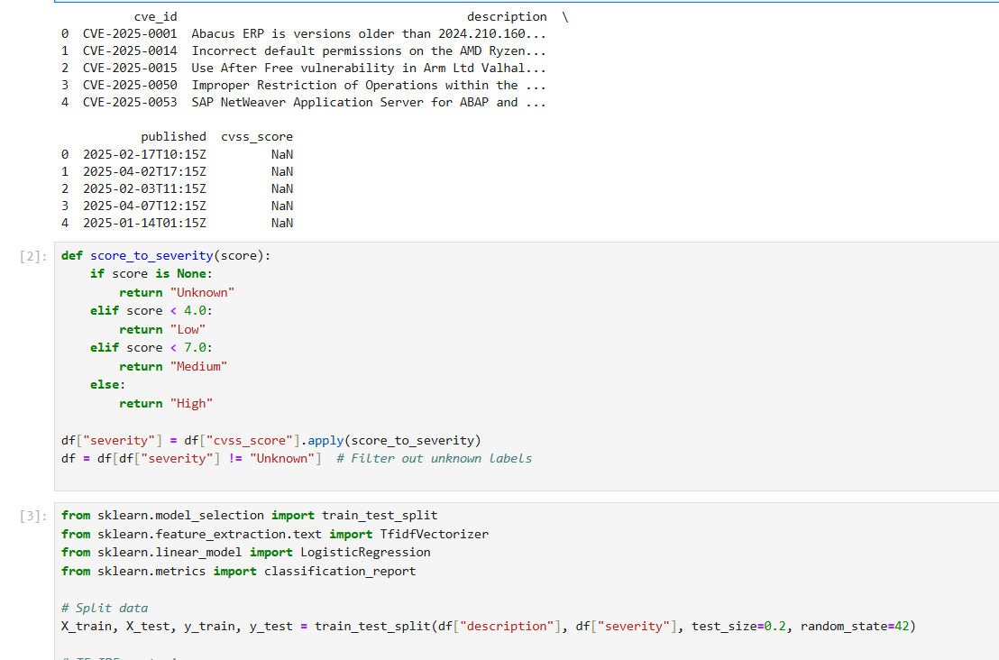 cve_id                                        description  \
0  CVE-2025-0001  Abacus ERP is versions older than 2024.210.160...
1  CVE-2025-0014  Incorrect default permissions on the AMD Ryzen...
2  CVE-2025-0015  Use After Free vulnerability in Arm Ltd Valhal...
3  CVE-2025-0050  Improper Restriction of Operations within the ...
4  CVE-2025-0053  SAP NetWeaver Application Server for ABAP and ...
published  cvss_score
0  2025-02-17T10:15Z         NaN
1  2025-04-02T17:15Z         NaN
2  2025-02-03T11:15Z         NaN
3  2025-04-07T12:15Z         NaN
4  2025-01-14T01:15Z         NaN
[2]: def score_to_severity(score):
    if score is None:
        return "Unknown"
    elif score < 4.0:
        return "Low"
    elif score < 7.0:
        return "Medium"
    else:
        return "High"
df["severity"] = df["cvss_score"].apply(score_to_severity)
df = df[df["severity"] != "Unknown"]  # Filter out unknown labels
[3]: from sklearn.model_selection import train_test_split
from sklearn.feature_extraction.text import TfidfVectorizer
from sklearn.linear_model import LogisticRegression
from sklearn.metrics import classification_report
# Split data
X_train, X_test, y_train, y_test = train_test_split(df["description"], df["severity"], test_size=0.2, random_state=42)